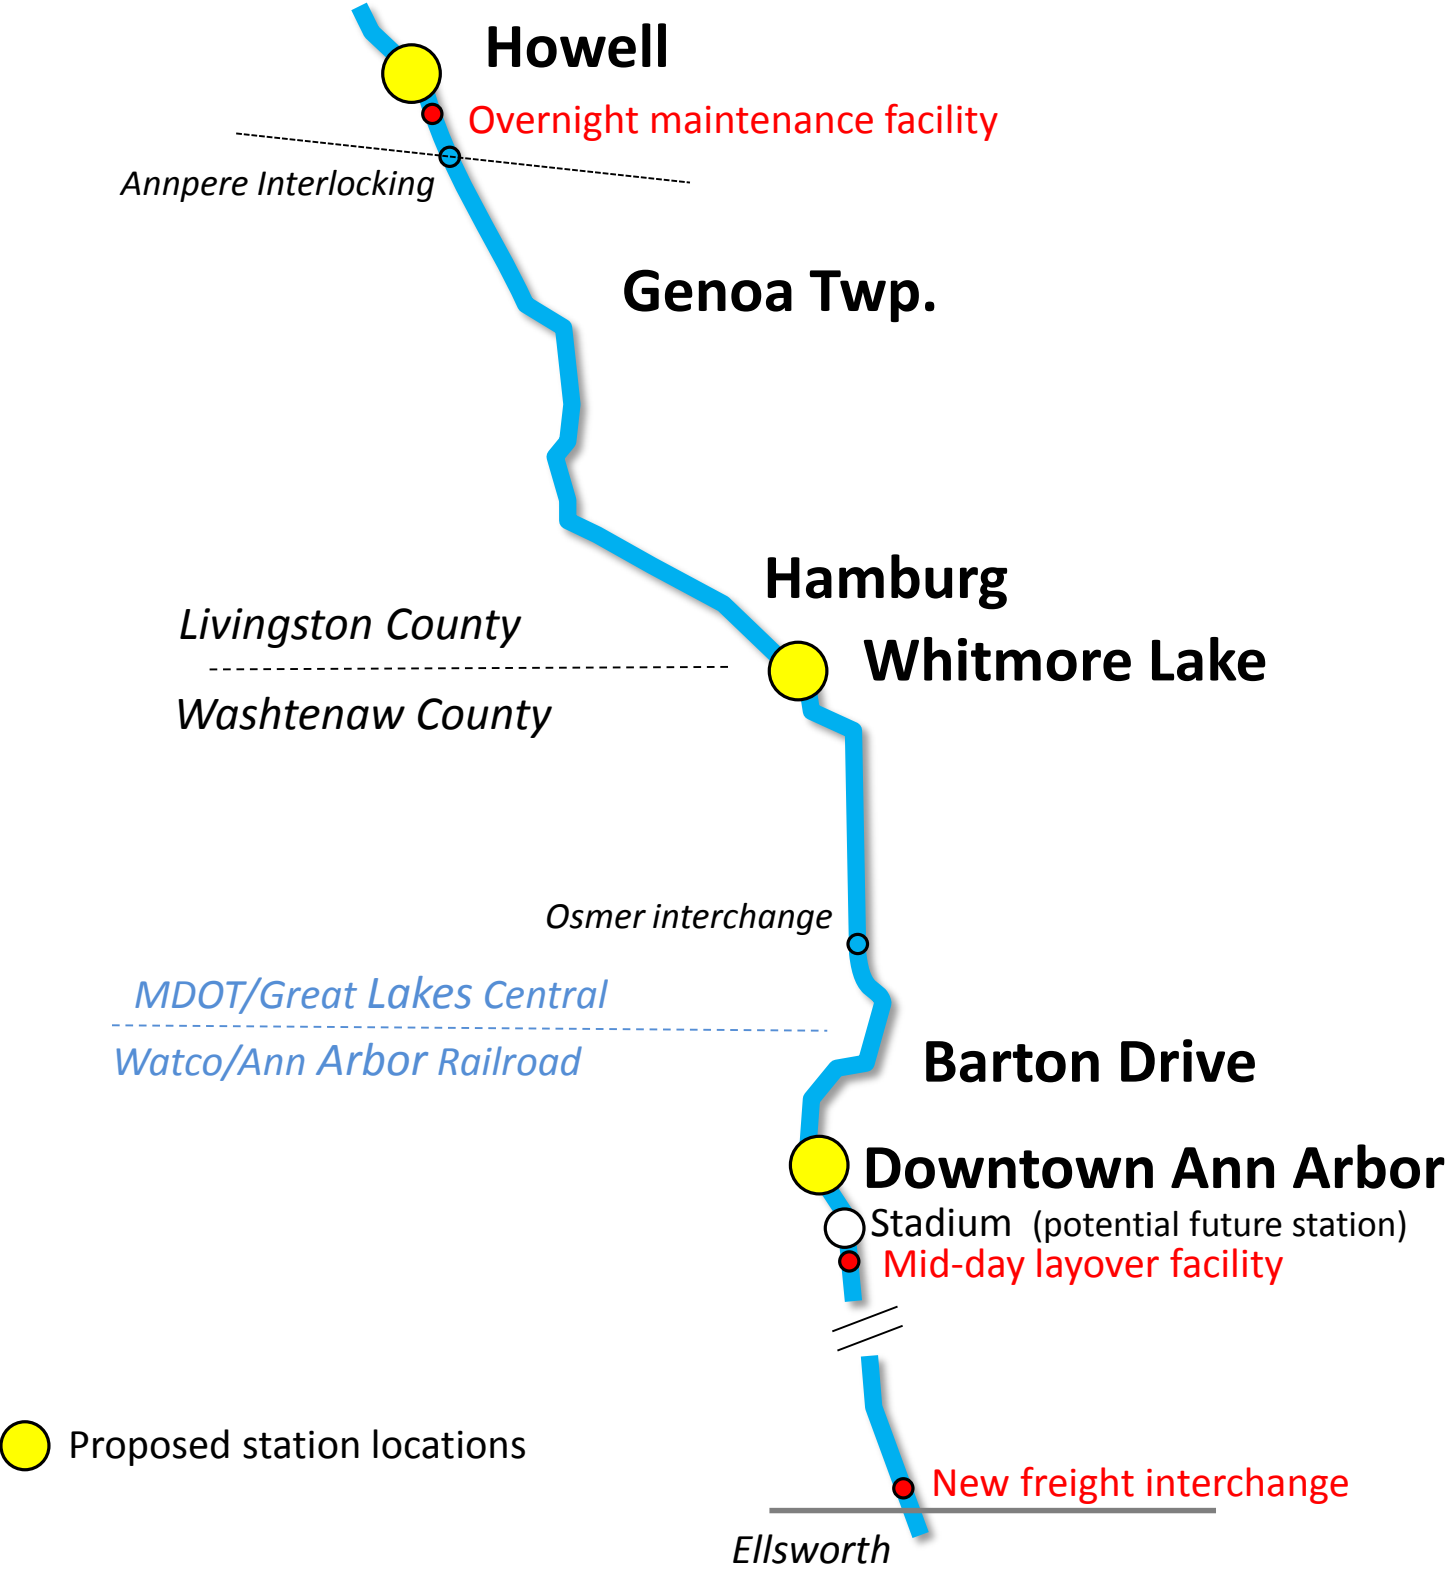 Howell
Overnight maintenance facility
Annpere Interlocking
Genoa Twp.
Hamburg
Livingston County
Whitmore Lake
Washtenaw County
Osmer interchange
MDOT/Great Lakes Central
Watco/Ann Arbor Railroad
Barton Drive
Downtown Ann Arbor
Stadium (potential future station)
Mid-day layover facility
Proposed station locations
New freight interchange
Ellsworth